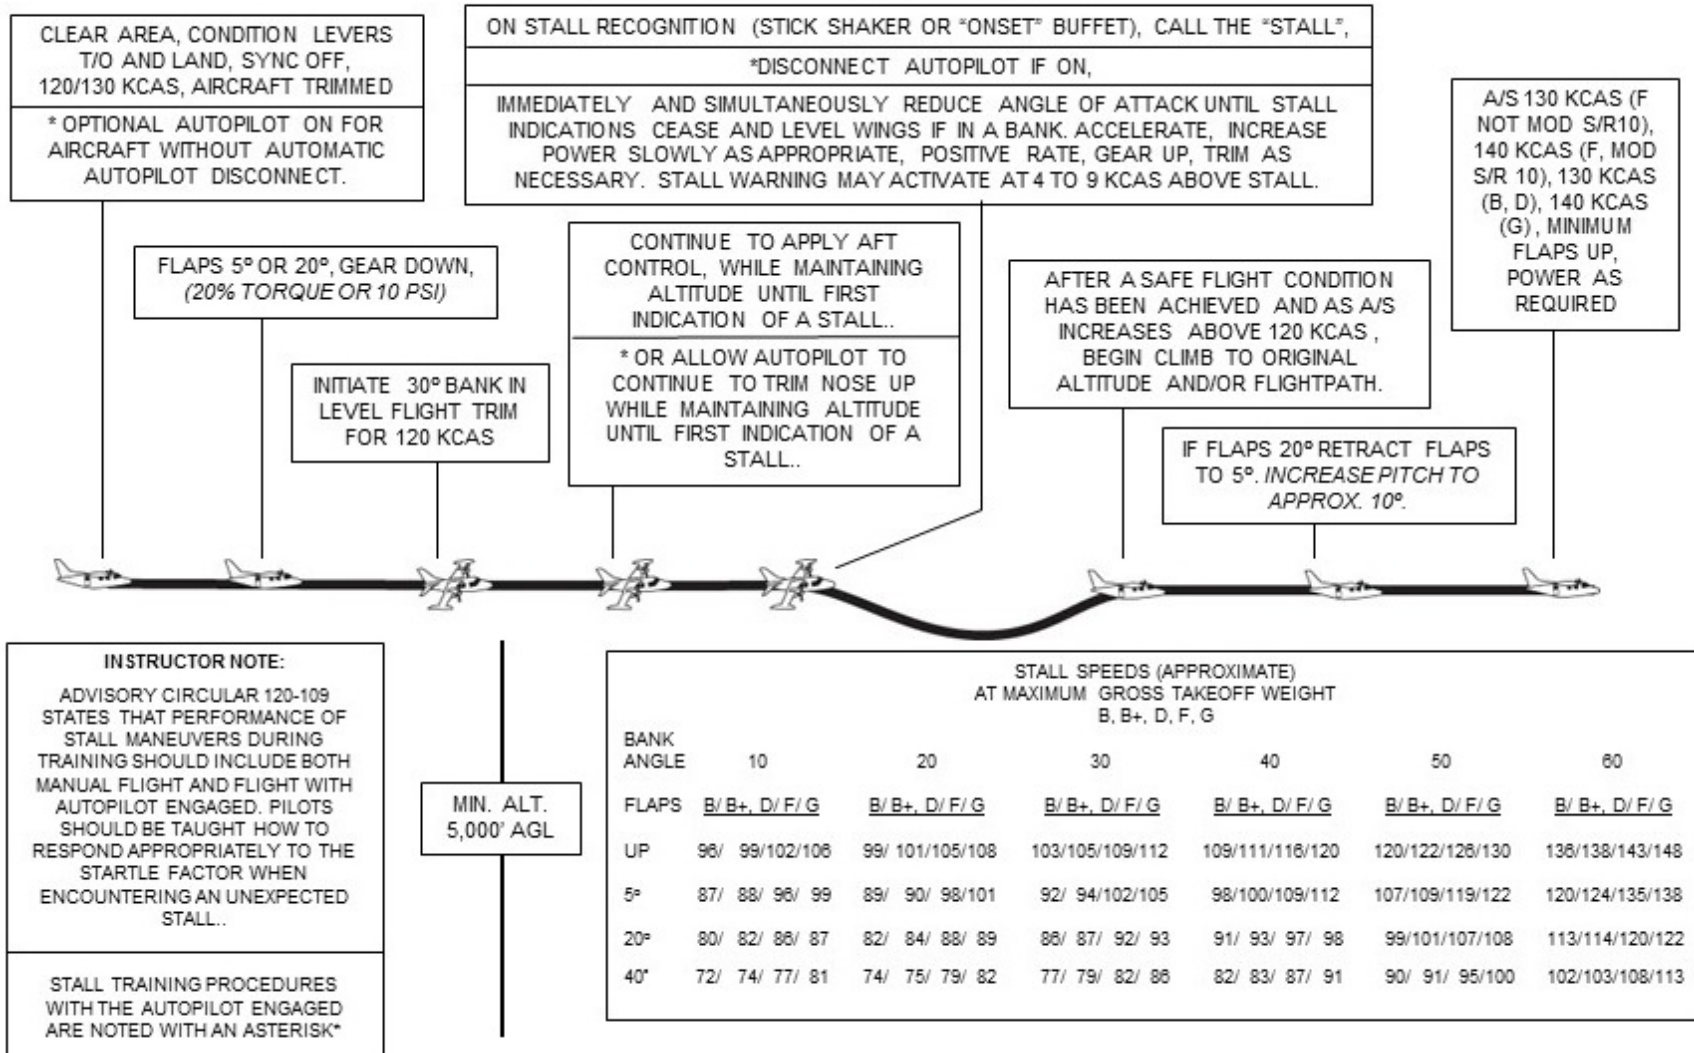 CLEAR AREA, CONDITION LEVERS
T/O AND LAND, SYNC OFF,
120/130 KCAS, AIRCRAFT TRIMMED
* OPTIONAL AUTOPILOT ON FOR
AIRCRAFT WITHOUT AUTOMATIC
AUTOPILOT DISCONNECT.
FLAPS 5º OR 20º, GEAR DOWN,
(20% TORQUE OR 10 PSI)
INITIATE 30º BANK IN
LEVEL FLIGHT TRIM
FOR 120 KCAS
ON STALL RECOGNITION (STICK SHAKER OR "ONSET" BUFFET), CALL THE "STALL",
*DISCONNECT AUTOPILOT IF ON,
IMMEDIATELY AND SIMULTANEOUSLY REDUCE ANGLE OF ATTACK UNTIL STALL
INDICATIONS CEASE AND LEVEL WINGS IF IN A BANK. ACCELERATE, INCREASE
POWER SLOWLY AS APPROPRIATE, POSITIVE RATE, GEAR UP, TRIM AS
NECESSARY. STALL WARNING MAY ACTIVATE AT 4 TO 9 KCAS ABOVE STALL.
CONTINUE TO APPLY AFT
CONTROL, WHILE MAINTAINING
ALTITUDE UNTIL FIRST
INDICATION OF A STALL..
* OR ALLOW AUTOPILOT TO
CONTINUE TO TRIM NOSE UP
WHILE MAINTAINING ALTITUDE
UNTIL FIRST INDICATION OF A
STALL..
AFTER A SAFE FLIGHT CONDITION
HAS BEEN ACHIEVED AND AS A/S
INCREASES ABOVE 120 KCAS ,
BEGIN CLIMB TO ORIGINAL
ALTITUDE AND/OR FLIGHTPATH.
IF FLAPS 20º RETRACT FLAPS
TO 5º. INCREASE PITCH TO
APPROX. 10º.
A/S 130 KCAS (F
NOT MOD S/R10),
140 KCAS (F, MOD
S/R 10), 130 KCAS
(B, D), 140 KCAS
(G) , MINIMUM
FLAPS UP,
POWER AS
REQUIRED
INSTRUCTOR NOTE:
ADVISORY CIRCULAR 120-109
STATES THAT PERFORMANCE OF
STALL MANEUVERS DURING
TRAINING SHOULD INCLUDE BOTH
MANUAL FLIGHT AND FLIGHT WITH
AUTOPILOT ENGAGED. PILOTS
SHOULD BE TAUGHT HOW TO
RESPOND APPROPRIATELY TO THE
STARTLE FACTOR WHEN
ENCOUNTERING AN UNEXPECTED
STALL..
STALL TRAINING PROCEDURES
WITH THE AUTOPILOT ENGAGED
ARE NOTED WITH AN ASTERISK*
MIN. ALT.
5,000' AGL
STALL SPEEDS (APPROXIMATE)
AT MAXIMUM GROSS TAKEOFF WEIGHT
B, B+, D, F, G
BANK
ANGLE 10 20 30 40 50 60
FLAPS B/ B+, D/ F/ G B/ B+, D/ F/ G B/ B+, D/ F/ G B/ B+, D/ F/ G B/ B+, D/ F/ G B/ B+, D/ F/ G
UP 96/ 99/102/106 99/ 101/105/108 103/105/109/112 109/111/116/120 120/122/126/130 136/138/143/148
5º 87/ 88/ 96/ 99 89/ 90/ 98/101 92/ 94/102/105 98/100/109/112 107/109/119/122 120/124/135/138
20º 80/ 82/ 86/ 87 82/ 84/ 88/ 89 86/ 87/ 92/ 93 91/ 93/ 97/ 98 99/101/107/108 113/114/120/122
40° 72/ 74/ 77/ 81 74/ 75/ 79/ 82 77/ 79/ 82/ 86 82/ 83/ 87/ 91 90/ 91/ 95/100 102/103/108/113